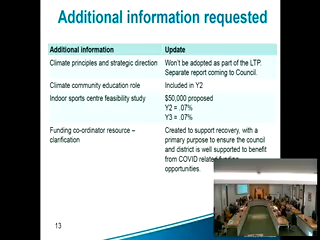 Additional information requested
Additional information Update
Climate principles and strategic direction Won't be adopted as part of the LTP.
Separate report coming to Council.
Climate community education role Included in Y2
Indoor sports centre feasibility study $50,000 proposed
Y2 = .07%
Y3 = .07%
Funding co-ordinator resource – Created to support recovery, with a
clarification primary purpose to ensure the council
and district is well supported to benefit
from COVID related
opportunities.
13